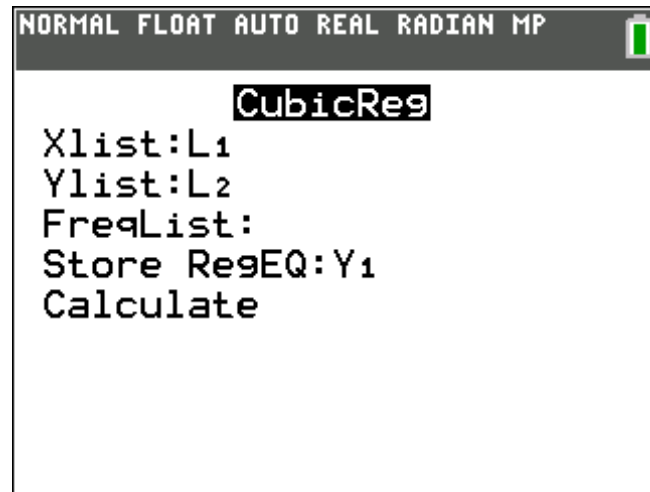 NORMAL FLOAT AUTO REAL RADIAN MP
CubicReg
Xlist:L₁
Ylist:L₂
FreqList:
Store RegEQ:Y₁
Calculate